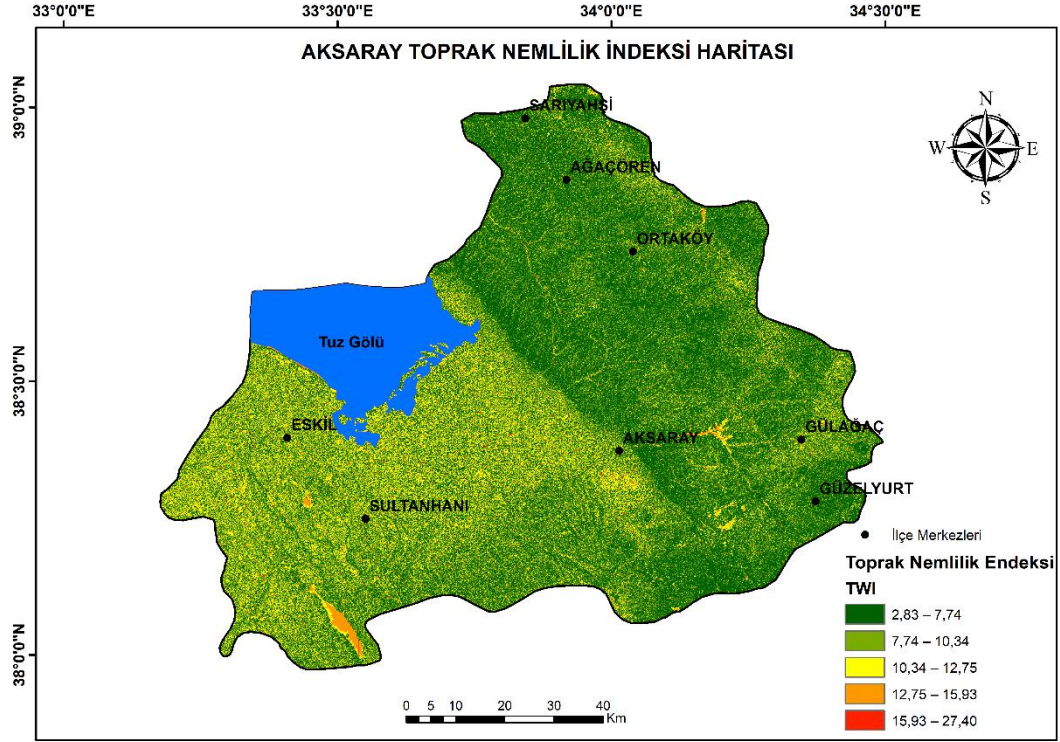 33°0'0"E
33°30'0"E
34°0'0"E
34°30'0"E
AKSARAY TOPRAK NEMLİLİK İNDEKSİ HARİTASI
39°0'0"N
38°30'0"N
38°0'0"N
N
W
E
S
SARIYAHŞİ
AĞAÇÖREN
ORTAKÖY
Tuz Gölü
ESKİL
AKSARAY
GÜLAĞAÇ
GÜZELYURT
SULTANHANI
İlçe Merkezleri
Toprak Nemlilik Endeksi
TWI
2,83 – 7,74
7,74 – 10,34
10,34 – 12,75
12,75 – 15,93
15,93 – 27,40
0 5 10 20 30 40
Km